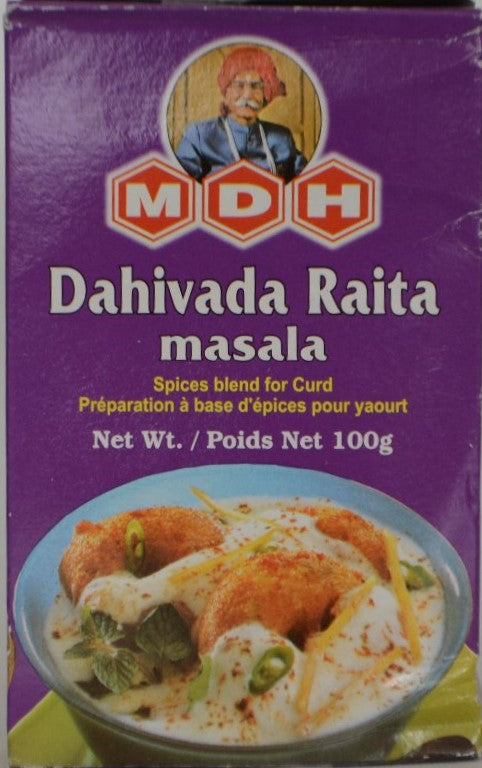 MDH
Dahivada Raita
masala
Spices blend for Curd
Préparation à base d'épices pour yaourt
Net Wt. / Poids Net 100g